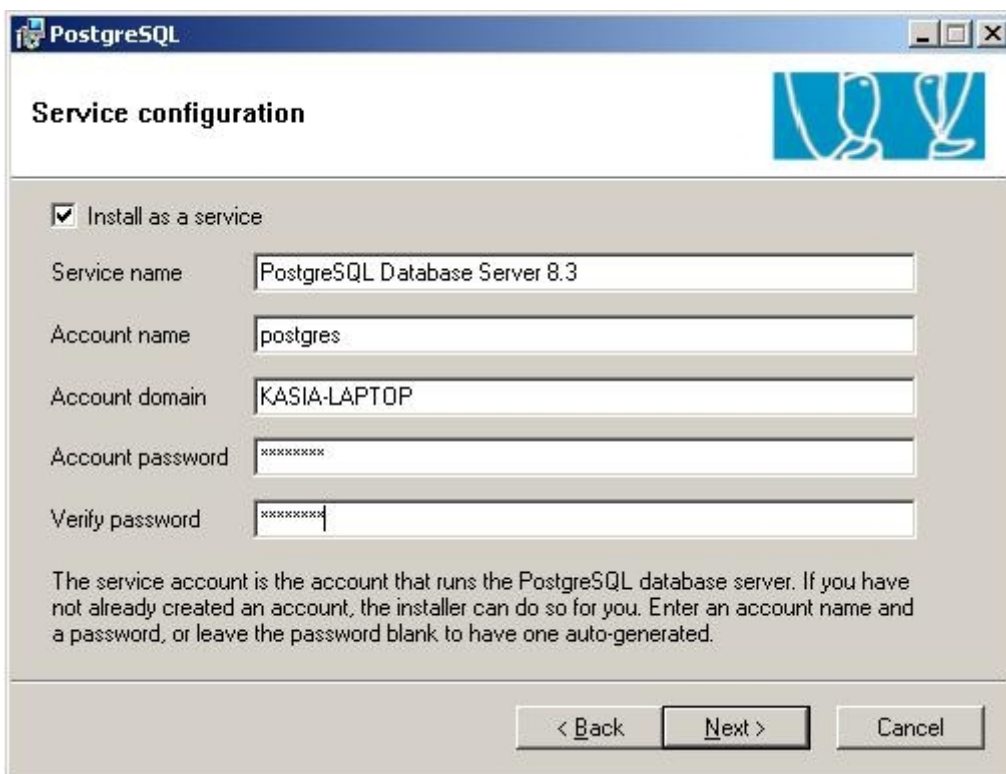 PostgreSQL
Service configuration
Install as a service
Service name PostgreSQL Database Server 8.3
Account name postgres
Account domain KASIA-LAPTOP
Account password ********
Verify password ********
The service account is the account that runs the PostgreSQL database server. If you have
not already created an account, the installer can do so for you. Enter an account name and
a password, or leave the password blank to have one auto-generated.
< Back Next > Cancel